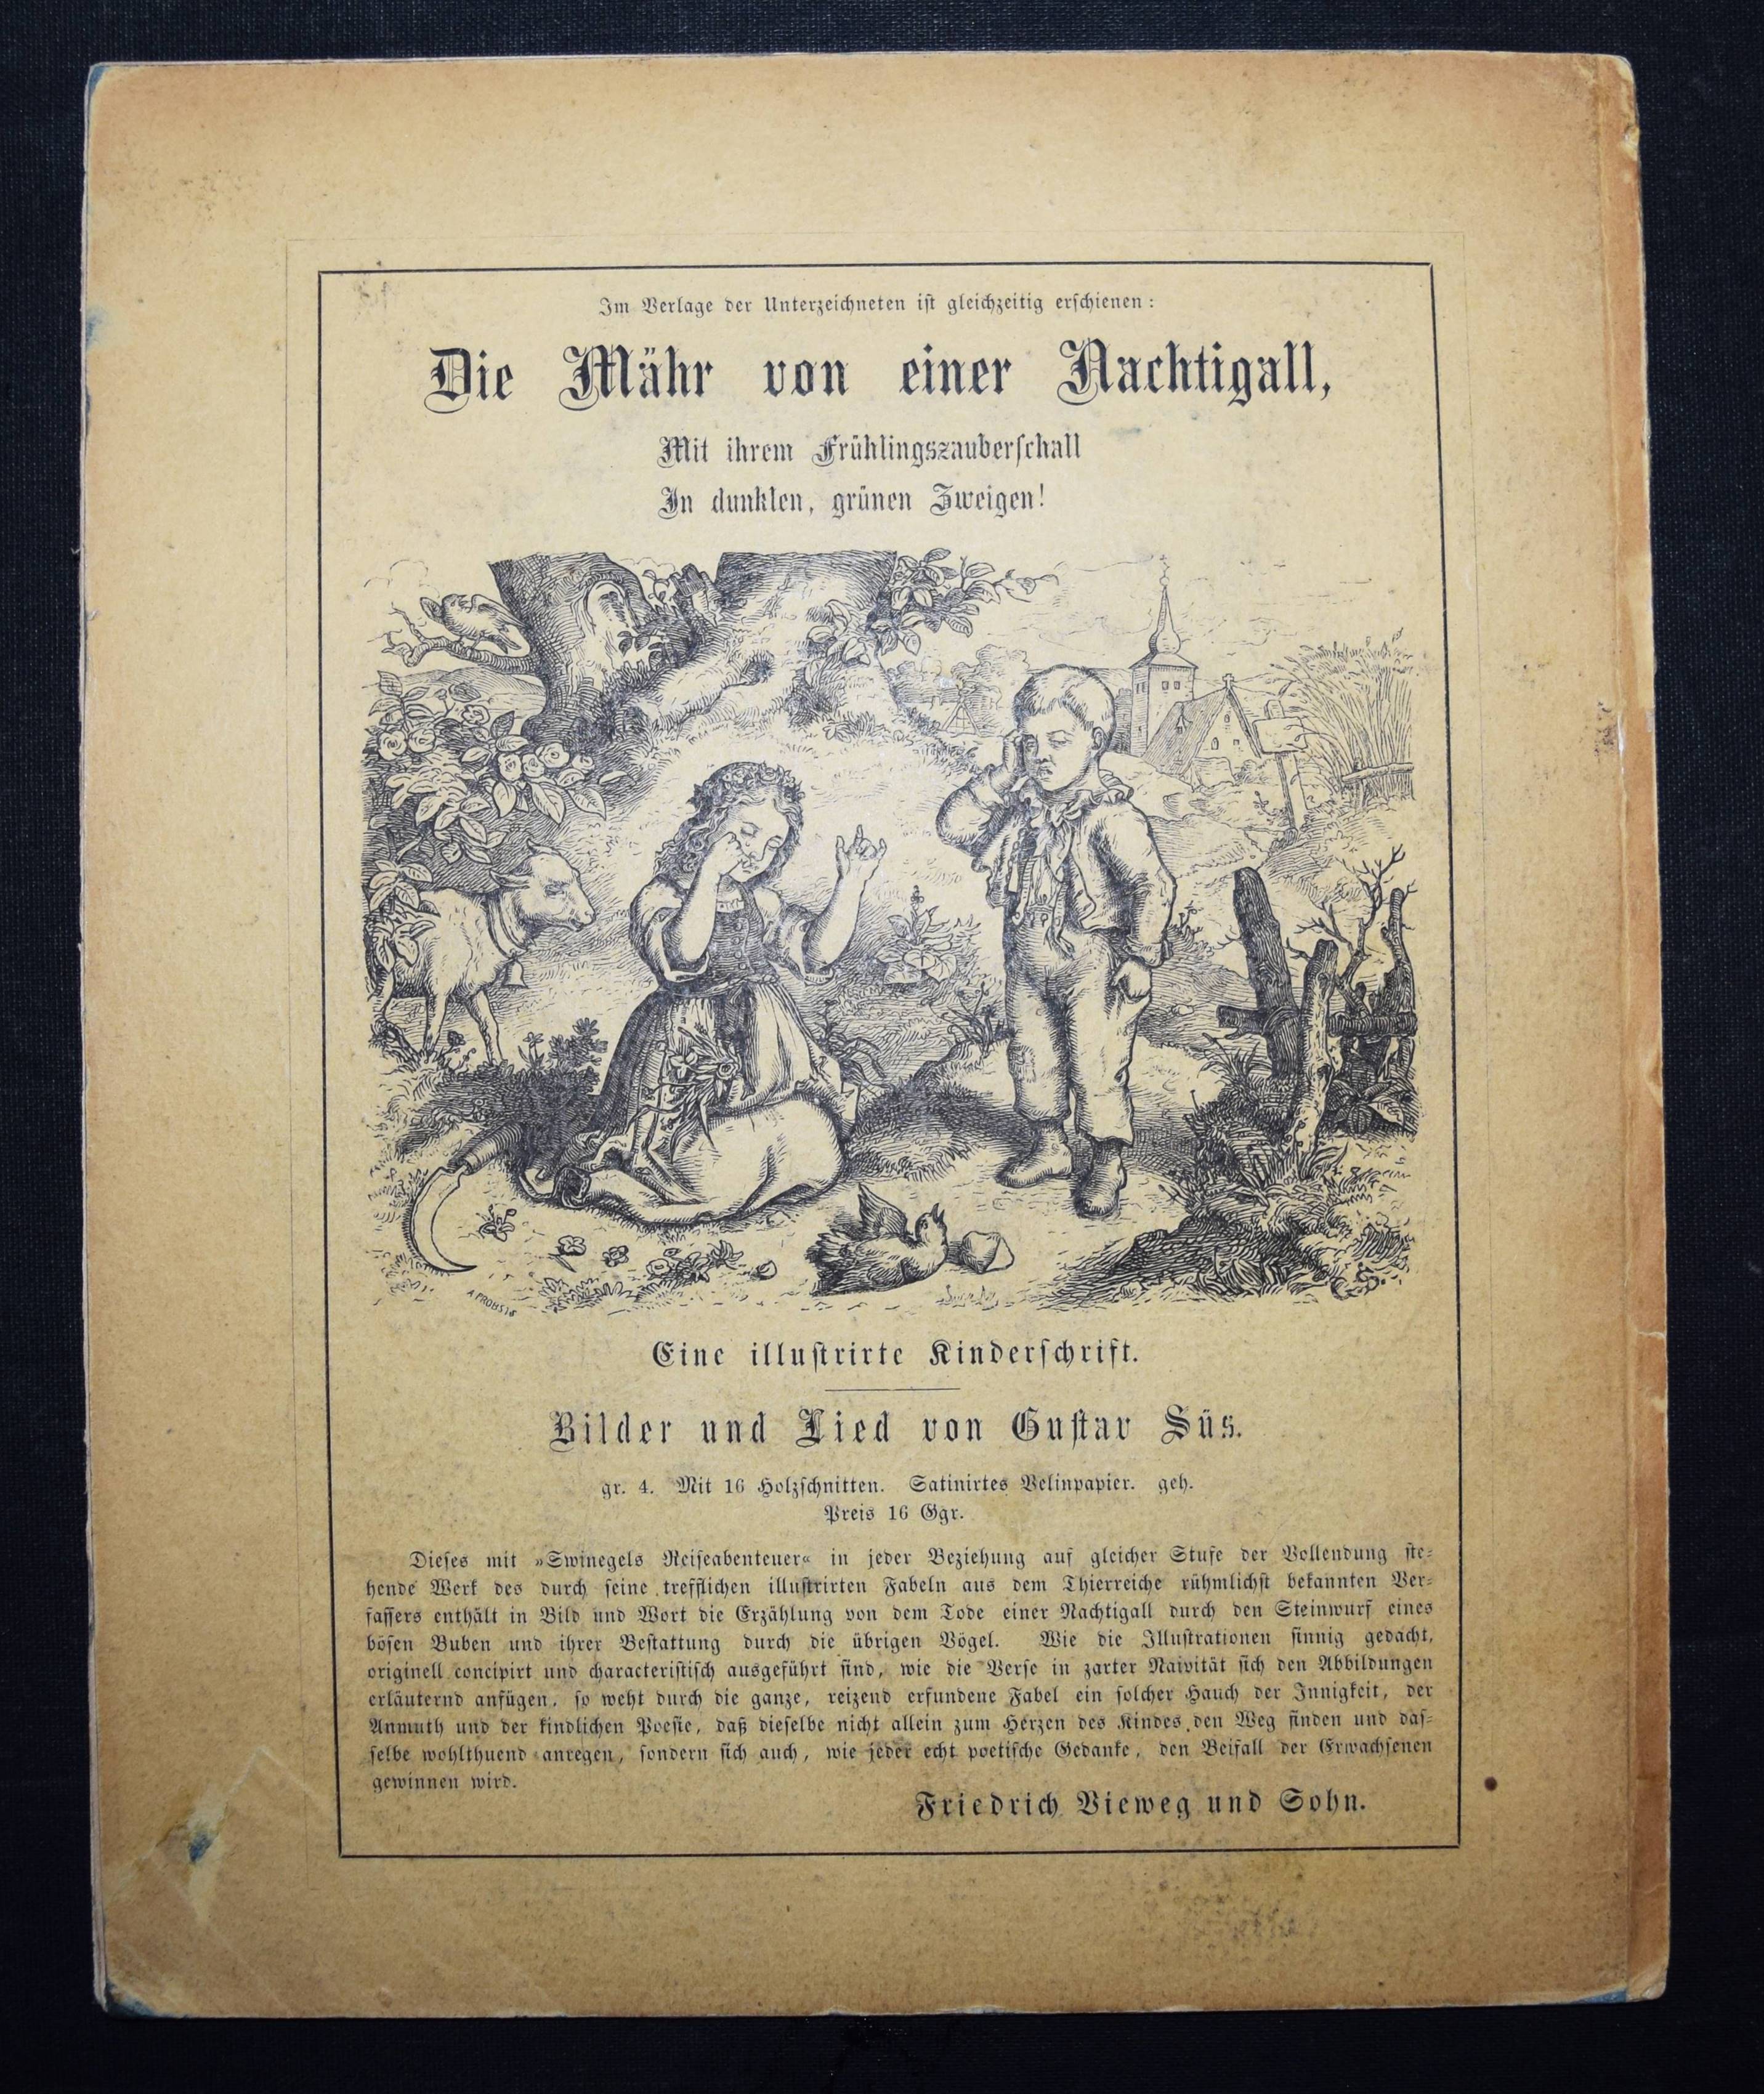 Im Verlage der Unterzeichneten ist gleichzeitig erschienen:
Die Mähr von einer Nachtigall,
Mit ihrem Frühlingszauberschall
In dunklen, grünen Zweigen!
Eine illustrirte Kinderschrift.
Bilder und Lied von Gustav Süs.
gr. 4. Mit 16 Holzschnitten. Satinirtes Velinpapier. geh.
Preis 16 Ggr.
Dieses mit »Swinegels Reiseabenteuer« in jeder Beziehung auf gleicher Stufe der Vollendung ste-
hende Werk des durch seine trefflichen illustrirten Fabeln aus dem Thierreiche rühmlichst bekannten Ver-
fassers enthält in Bild und Wort die Erzählung von dem Tode einer Nachtigall durch den Steinwurf eines
bösen Buben und ihrer Bestattung durch die übrigen Vögel. Wie die Illustrationen sinnig gedacht,
originell concipirt und characteristisch ausgeführt sind, wie die Verse in zarter Naivität sich den Abbildungen
erläuternd anfügen, so weht durch die ganze, reizend erfundene Fabel ein solcher Hauch der Innigkeit, der
Anmuth und der kindlichen Poesie, daß dieselbe nicht allein zum Herzen des Kindes den Weg finden und das-
selbe wohlthuend anregen, sondern sich auch, wie jeder echt poetische Gedanke, den Beifall der Erwachsenen
gewinnen wird.
Friedrich Vieweg und Sohn.